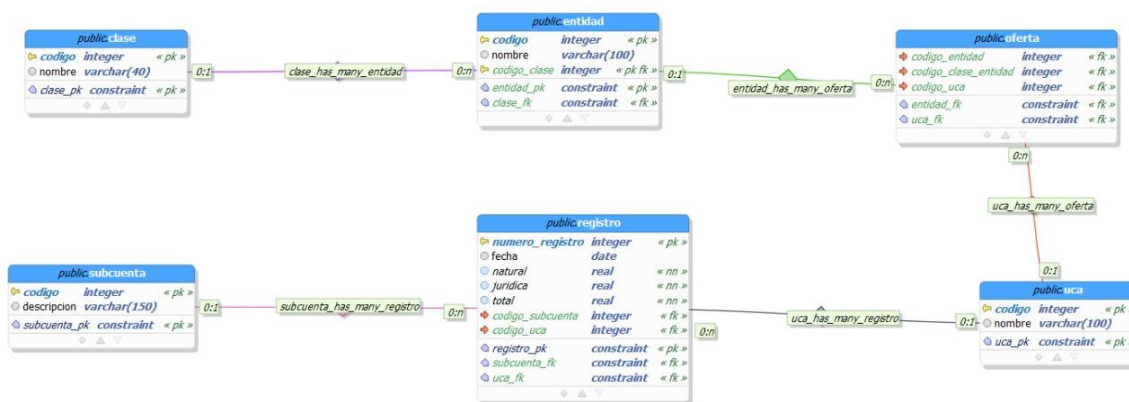 public.clase
codigo integer « pk »
nombre varchar(40)
clase_pk constraint « pk »
0:1
clase_has_many_entidad
0:n
public.entidad
codigo integer « pk »
nombre varchar(100)
codigo_clase integer « pk fk »
entidad_pk constraint « pk »
clase_fk constraint « fk »
0:1
entidad_has_many_oferta
0:n
public.oferta
codigo_entidad integer « fk »
codigo_clase_entidad integer « fk »
codigo_uca integer « fk »
entidad_fk constraint « fk »
uca_fk constraint « fk »
0:n
uca_has_many_oferta
0:1
public.subcuenta
codigo integer « pk »
descripcion varchar(150)
subcuenta_pk constraint « pk »
0:1
subcuenta_has_many_registro
0:n
public.registro
numero_registro integer « pk »
fecha date
natural real « nn »
juridica real « nn »
total real « nn »
codigo_subcuenta integer « fk »
codigo_uca integer « fk »
registro_pk constraint « pk »
subcuenta_fk constraint « fk »
uca_fk constraint « fk »
0:n
uca_has_many_registro
0:1
public.uca
codigo integer « pk »
nombre varchar(100)
uca_pk constraint « pk »